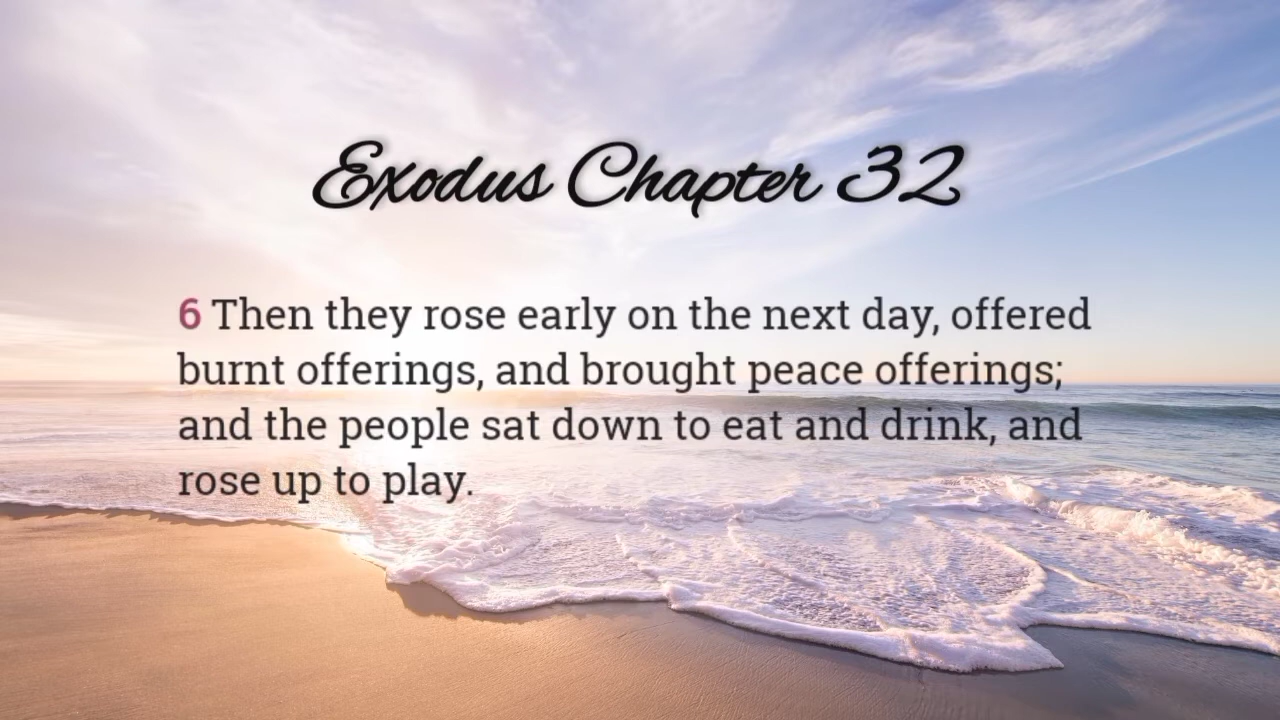 Exodus Chapter 32
6 Then they rose early on the next day, offered
burnt offerings, and brought peace offerings;
and the people sat down to eat and drink, and
rose up to play.